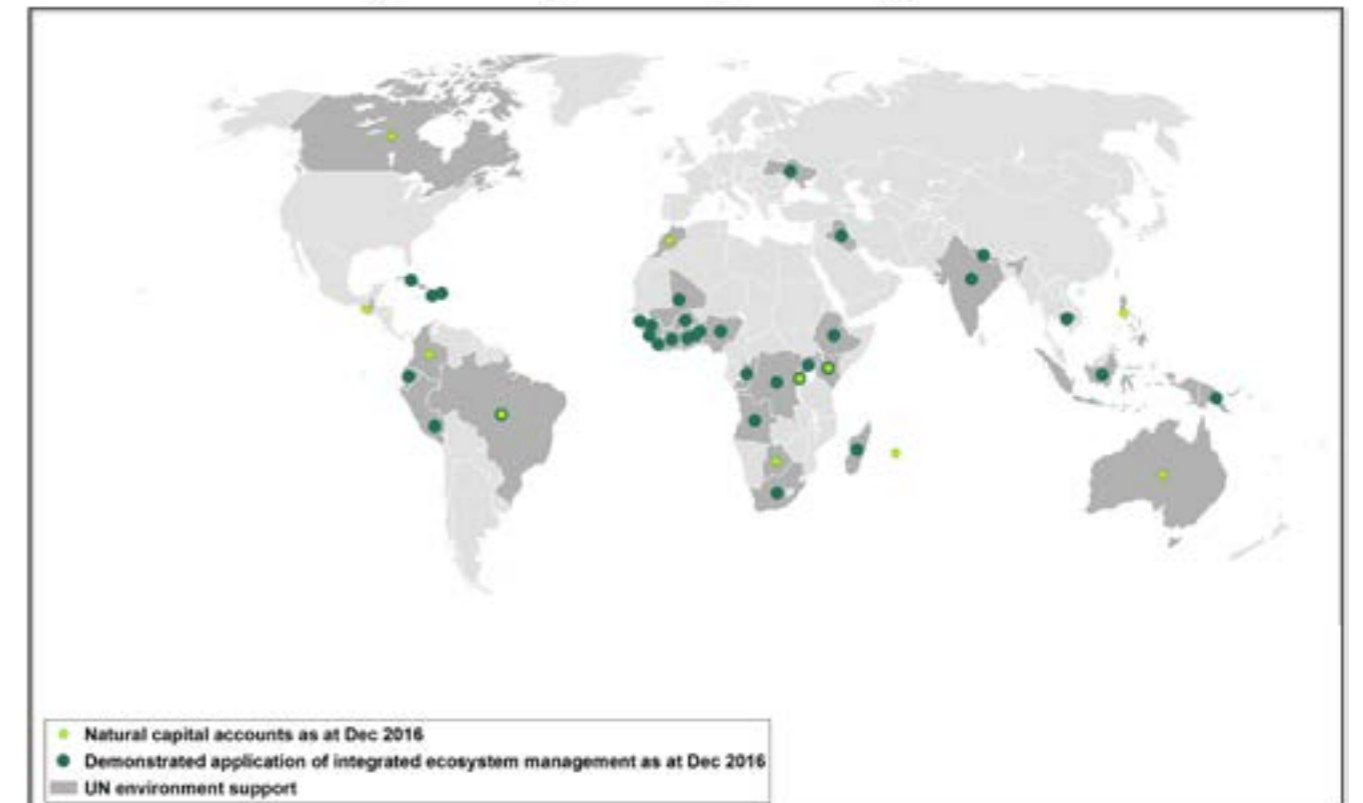 Natural capital accounts as at Dec 2016
Demonstrated application of integrated ecosystem management as at Dec 2016
UN environment support